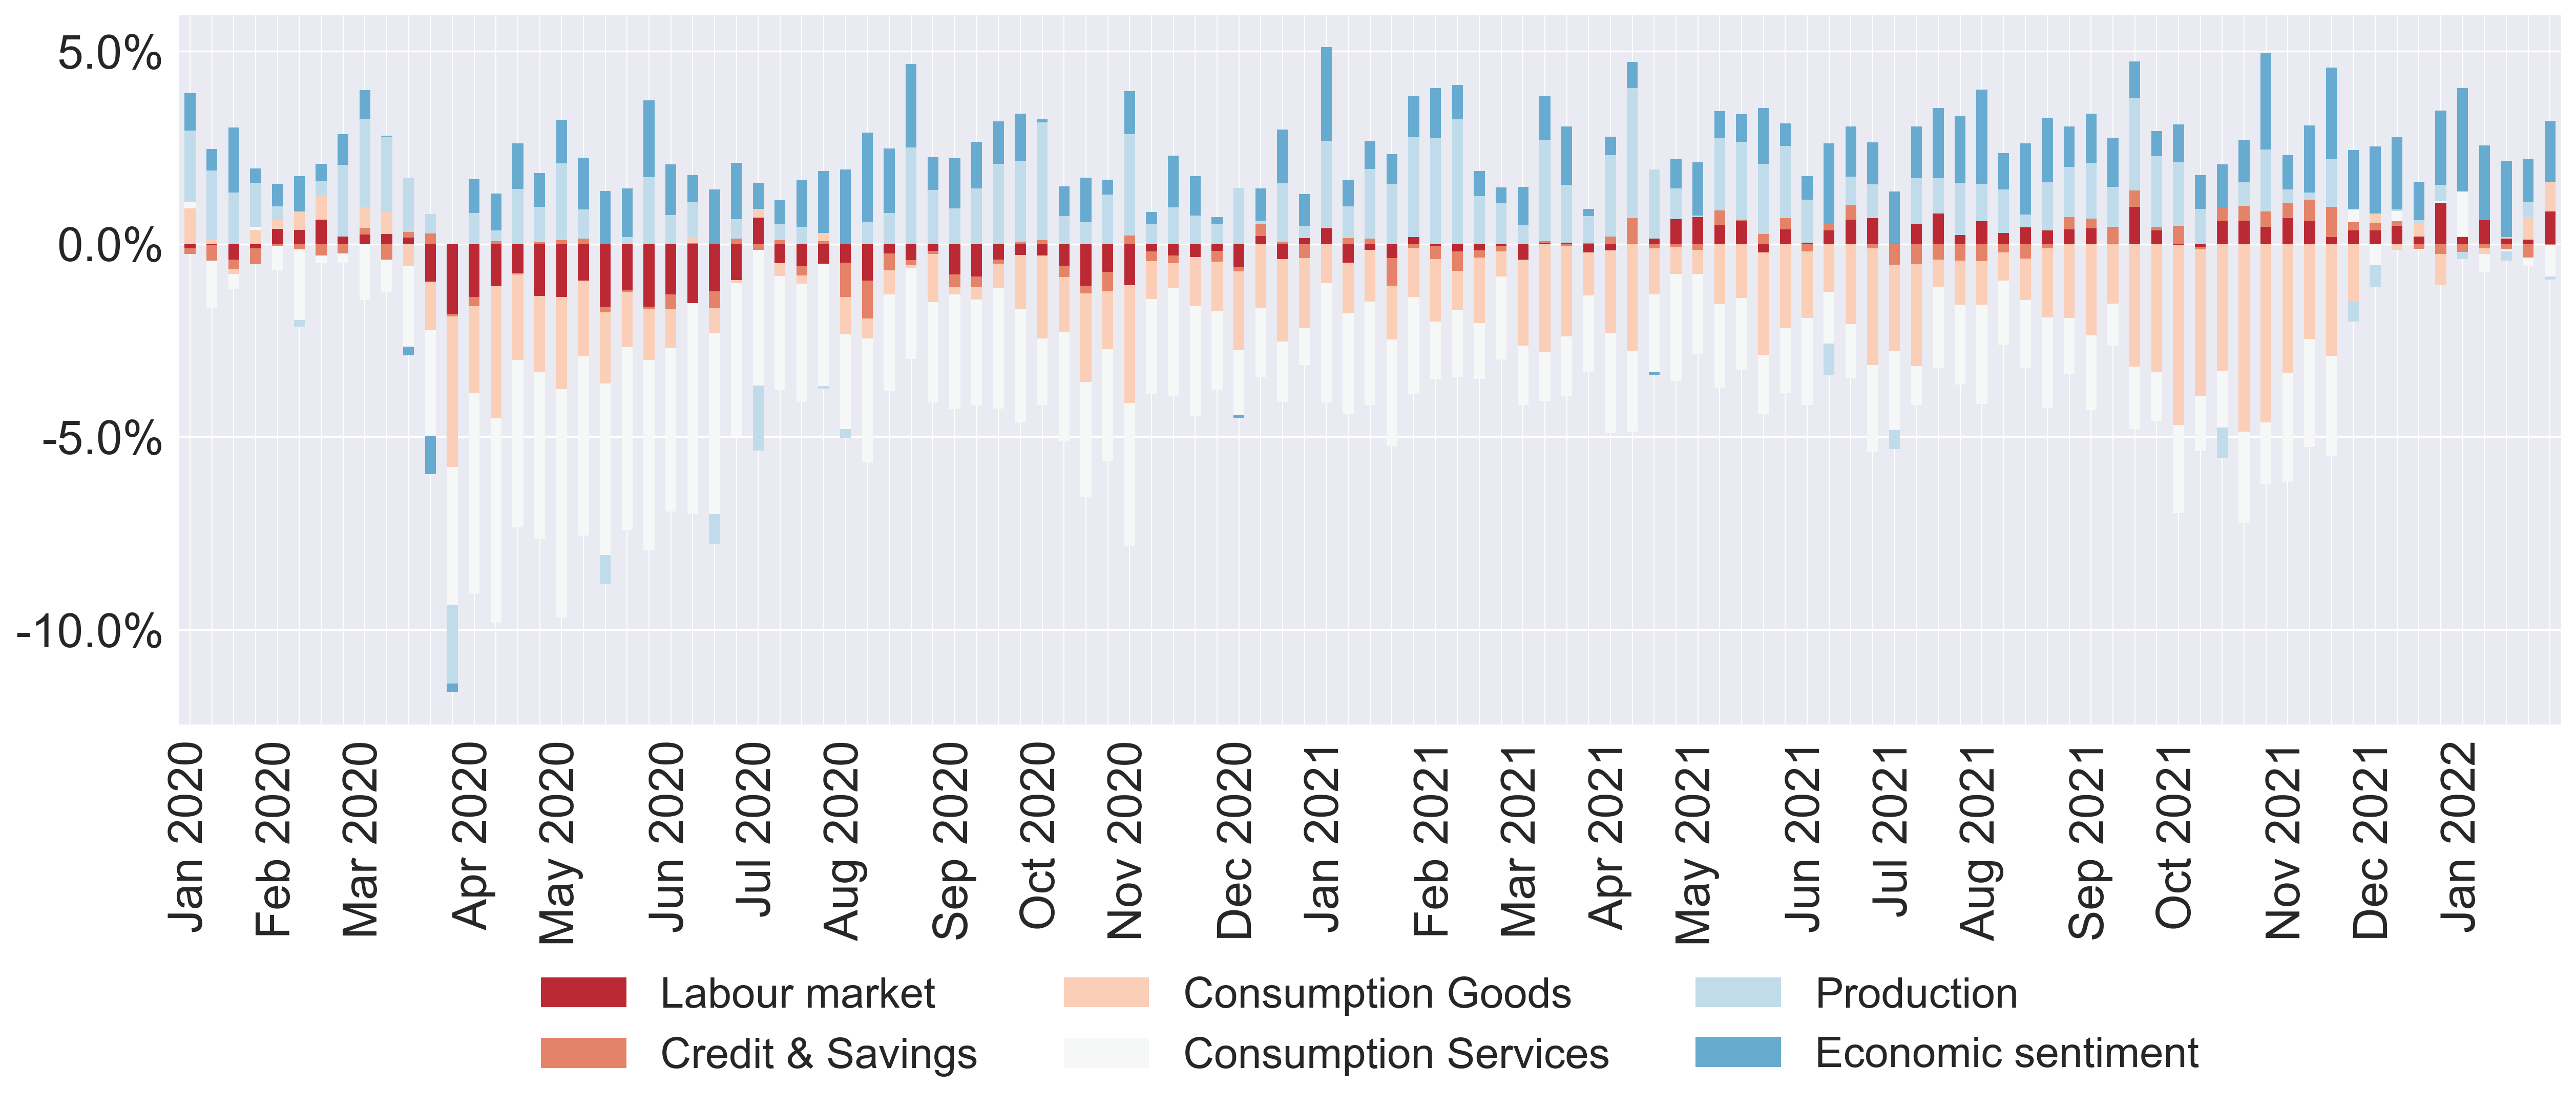 5.0%
0.0%
-5.0%
-10.0%
Jan 2020
Feb 2020
Mar 2020
Apr 2020
May 2020
Jun 2020
Jul 2020
Aug 2020
Sep 2020
Oct 2020
Nov 2020
Dec 2020
Jan 2021
Feb 2021
Mar 2021
Apr 2021
May 2021
Jun 2021
Jul 2021
Aug 2021
Sep 2021
Oct 2021
Nov 2021
Dec 2021
Jan 2022
Labour market
Consumption Goods
Production
Credit & Savings
Consumption Services
Economic sentiment